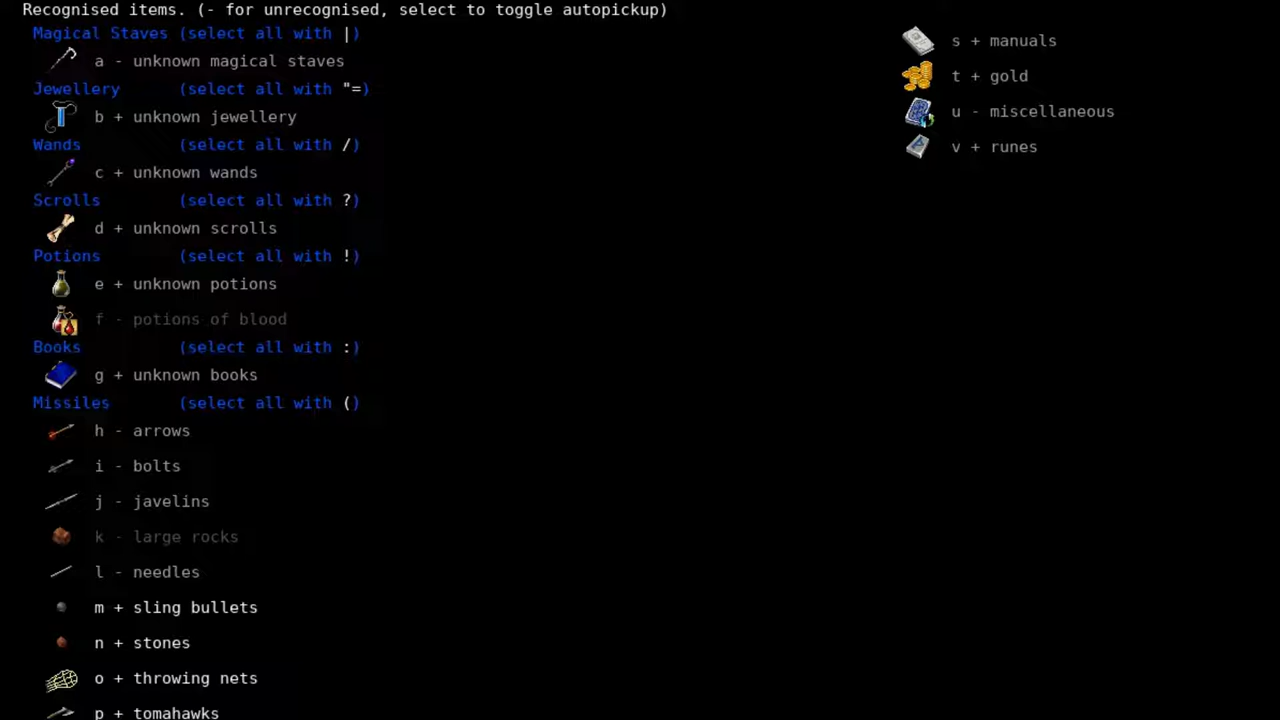 Recognised items. (- for unrecognised, select to toggle autopickup)
Magical Staves (select all with |)
a - unknown magical staves
Jewellery (select all with "=)
b + unknown jewellery
Wands (select all with /)
c + unknown wands
Scrolls (select all with ?)
d + unknown scrolls
Potions (select all with !)
e + unknown potions
f - potions of blood
Books (select all with :)
g + unknown books
Missiles (select all with ()
h - arrows
i - bolts
j - javelins
k - large rocks
l - needles
m + sling bullets
n + stones
o + throwing nets
p + tomahawks
s + manuals
t + gold
u - miscellaneous
v + runes